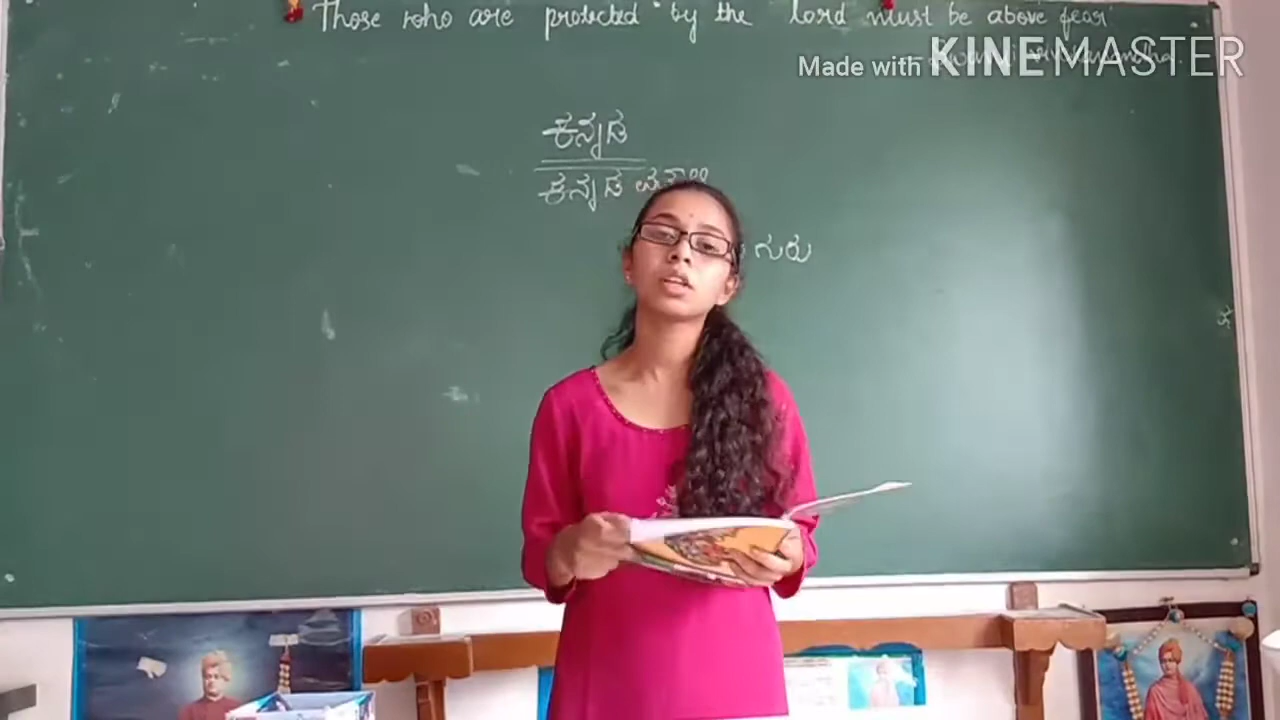 Those who are protected by the lord must be above fear
Made with KINEMASTER
ಕನ್ನಡ
ಕನ್ನಡ
ಗುರು